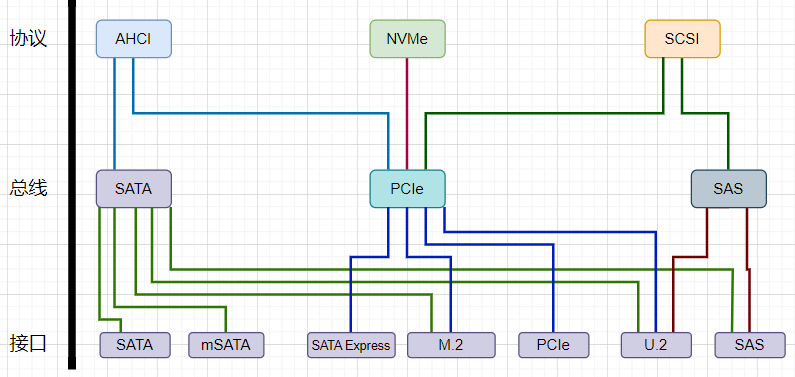 协议 AHCI NVMe SCSI
总线 SATA PCIe SAS
接口 SATA mSATA SATA Express M.2 PCIe U.2 SAS